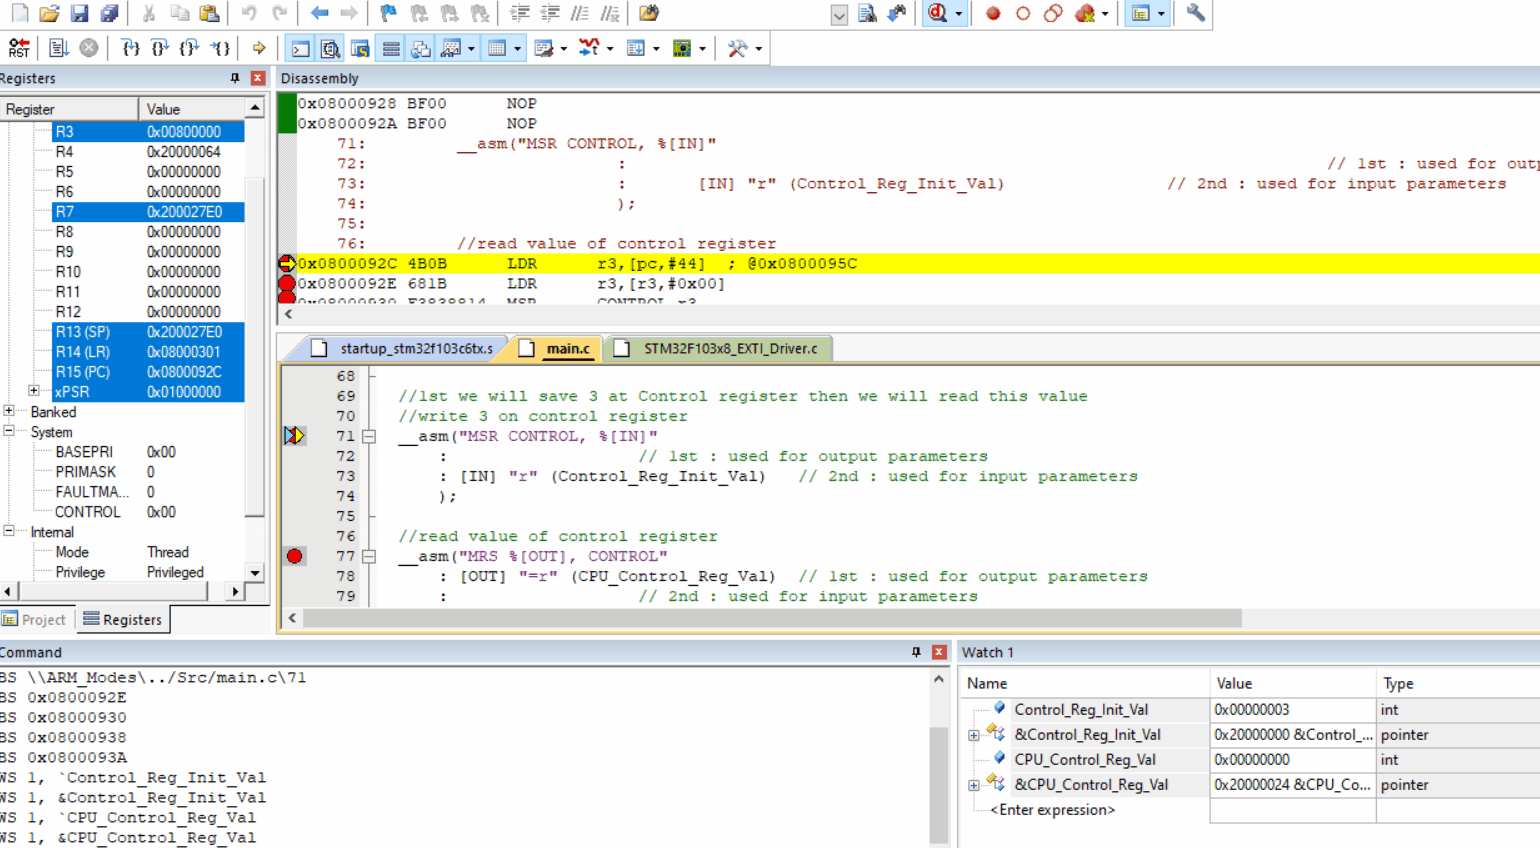 RST
Registers
Register Value
R3 0x00800000
R4 0x20000064
R5 0x00000000
R6 0x00000000
R7 0x200027E0
R8 0x00000000
R9 0x00000000
R10 0x00000000
R11 0x00000000
R12 0x00000000
R13 (SP) 0x200027E0
R14 (LR) 0x08000301
R15 (PC) 0x0800092C
xPSR 0x01000000
Banked
System
BASEPRI 0x00
PRIMASK 0
FAULTMA... 0
CONTROL 0x00
Internal
Mode Thread
Privilege Privileged
Project Registers
Disassembly
0x08000928 BF00 NOP
0x0800092A BF00 NOP
71: __asm("MSR CONTROL, %[IN]"
72: : // 1st : used for outp
73: : [IN] "r" (Control_Reg_Init_Val) // 2nd : used for input parameters
74: );
75:
76: //read value of control register
0x0800092C 4B0B LDR r3,[pc,#44] ; @0x0800095C
0x0800092E 681B LDR r3,[r3,#0x00]
0x08000930 F3838814 MSR CONTROL,r3
startup_stm32f103c6tx.s main.c STM32F103x8_EXTI_Driver.c
68
69 //1st we will save 3 at Control register then we will read this value
70 //write 3 on control register
71 __asm("MSR CONTROL, %[IN]"
72 : // 1st : used for output parameters
73 : [IN] "r" (Control_Reg_Init_Val) // 2nd : used for input parameters
74 );
75
76 //read value of control register
77 __asm("MRS %[OUT], CONTROL"
78 : [OUT] "=r" (CPU_Control_Reg_Val) // 1st : used for output parameters
79 : // 2nd : used for input parameters
Command
BS \\ARM_Modes\../Src/main.c\71
BS 0x0800092E
BS 0x08000930
BS 0x08000938
BS 0x0800093A
WS 1, `Control_Reg_Init_Val
WS 1, &Control_Reg_Init_Val
WS 1, `CPU_Control_Reg_Val
WS 1, &CPU_Control_Reg_Val
Watch 1
Name Value Type
Control_Reg_Init_Val 0x00000003 int
&Control_Reg_Init_Val 0x20000000 &Control_... pointer
CPU_Control_Reg_Val 0x00000000 int
&CPU_Control_Reg_Val 0x20000024 &CPU_Co... pointer
<Enter expression>